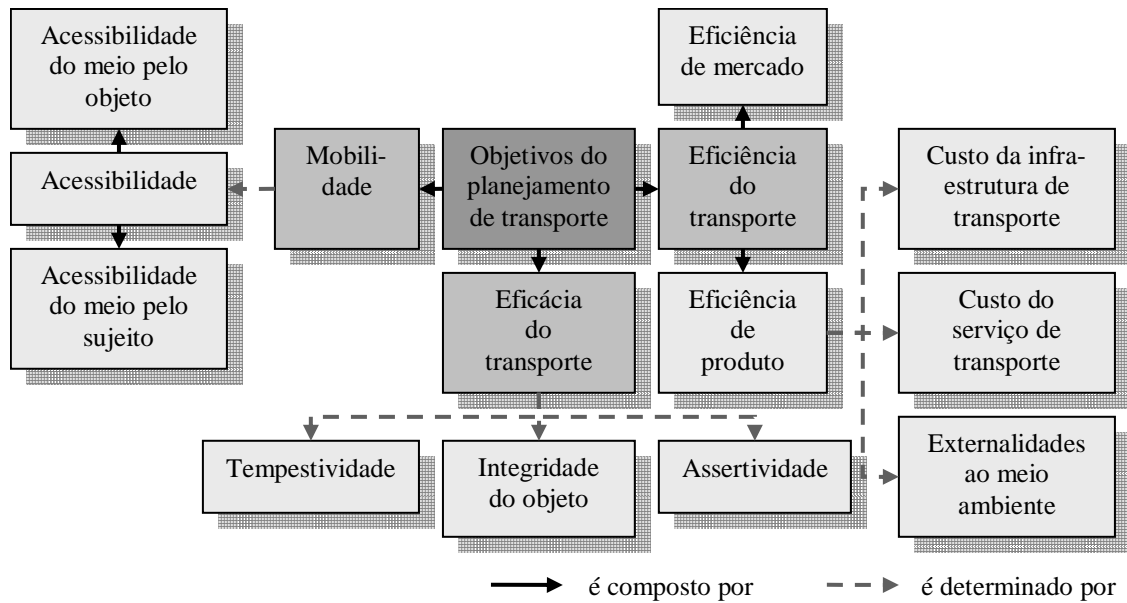 Acessibilidade
do meio pelo
objeto
Eficiência
de mercado
Acessibilidade
Mobili-
dade
Objetivos do
planejamento
de transporte
Eficiência
do
transporte
Custo da infra-
estrutura de
transporte
Acessibilidade
do meio pelo
sujeito
Eficácia
do
transporte
Eficiência
de
produto
Custo do
serviço de
transporte
Tempestividade
Integridade
do objeto
Assertividade
Externalidades
ao meio
ambiente
é composto por
é determinado por